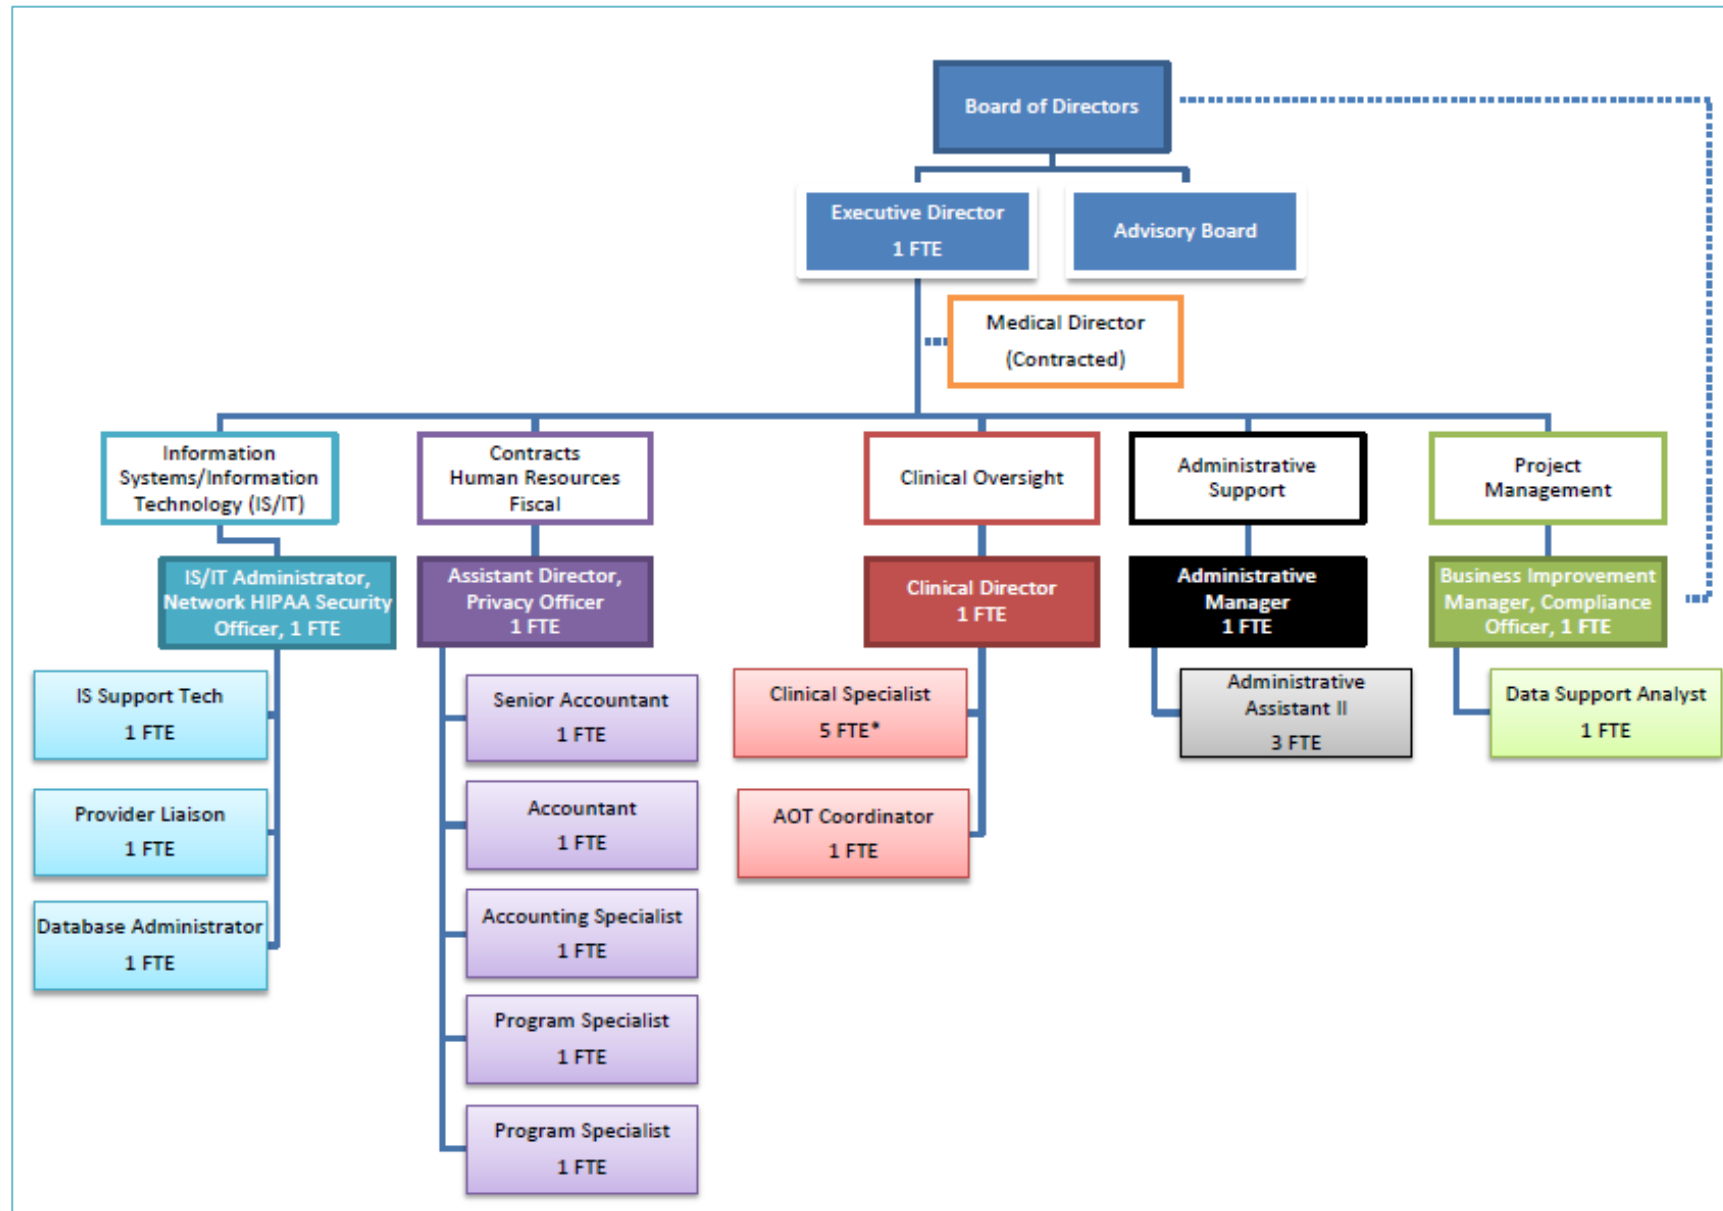 Board of Directors
Executive Director
1 FTE
Advisory Board
Medical Director
(Contracted)
Information
Systems/Information
Technology (IS/IT)
Contracts
Human Resources
Fiscal
Clinical Oversight
Administrative
Support
Project
Management
IS/IT Administrator,
Network HIPAA Security
Officer, 1 FTE
Assistant Director,
Privacy Officer
1 FTE
Clinical Director
1 FTE
Administrative
Manager
1 FTE
Business Improvement
Manager, Compliance
Officer, 1 FTE
IS Support Tech
1 FTE
Provider Liaison
1 FTE
Database Administrator
1 FTE
Senior Accountant
1 FTE
Accountant
1 FTE
Accounting Specialist
1 FTE
Program Specialist
1 FTE
Program Specialist
1 FTE
Clinical Specialist
5 FTE*
AOT Coordinator
1 FTE
Administrative
Assistant II
3 FTE
Data Support Analyst
1 FTE